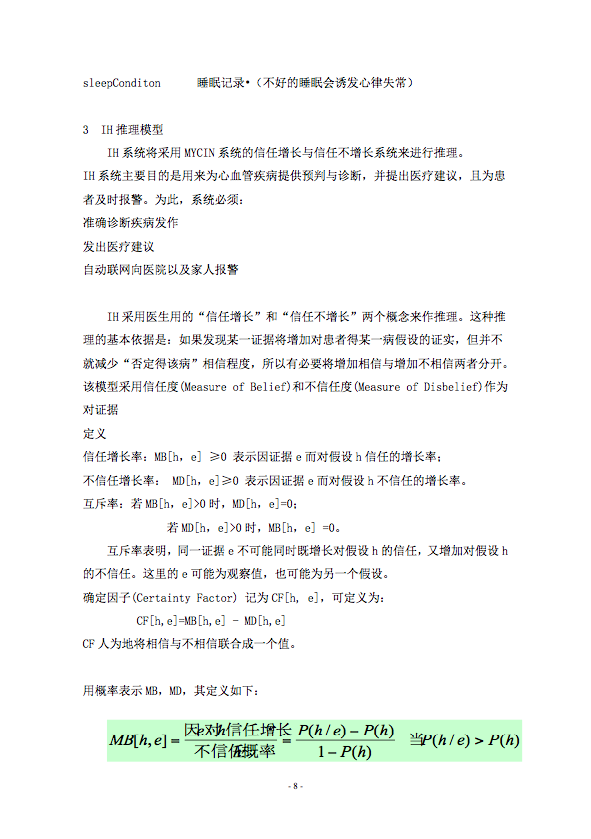 sleepConditon 睡眠记录•（不好的睡眠会诱发心律失常）
3 IH 推理模型
IH 系统将采用 MYCIN 系统的信任增长与信任不增长系统来进行推理。
IH 系统主要目的是用来为心血管疾病提供预判与诊断，并提出医疗建议，且为患
者及时报警。为此，系统必须：
准确诊断疾病发作
发出医疗建议
自动联网向医院以及家人报警
IH 采用医生用的“信任增长”和“信任不增长”两个概念来作推理。这种推
理的基本依据是：如果发现某一证据将增加对患者得某一病假设的证实，但并不
就减少“否定得该病”相信程度，所以有必要将增加相信与增加不相信两者分开。
该模型采用信任度(Measure of Belief)和不信任度(Measure of Disbelief)作为
对证据
定义
信任增长率：MB[h，e] ≥0 表示因证据 e 而对假设 h 信任的增长率；
不信任增长率： MD[h，e]≥0 表示因证据 e 而对假设 h 不信任的增长率。
互斥率：若 MB[h，e]>0 时，MD[h，e]=0；
若 MD[h，e]>0 时，MB[h，e] =0。
互斥率表明，同一证据 e 不可能同时既增长对假设 h 的信任，又增加对假设 h
的不信任。这里的 e 可能为观察值，也可能为另一个假设。
确定因子(Certainty Factor) 记为 CF[h, e]，可定义为：
CF[h,e]=MB[h,e] - MD[h,e]
CF 人为地将相信与不相信联合成一个值。
用概率表示 MB，MD，其定义如下：
MB[h,e] = 因e对h信任增长 / 不信任概率 = P(h/e) − P(h) / 1 − P(h) 当P(h/e) > P(h)
- 8 -